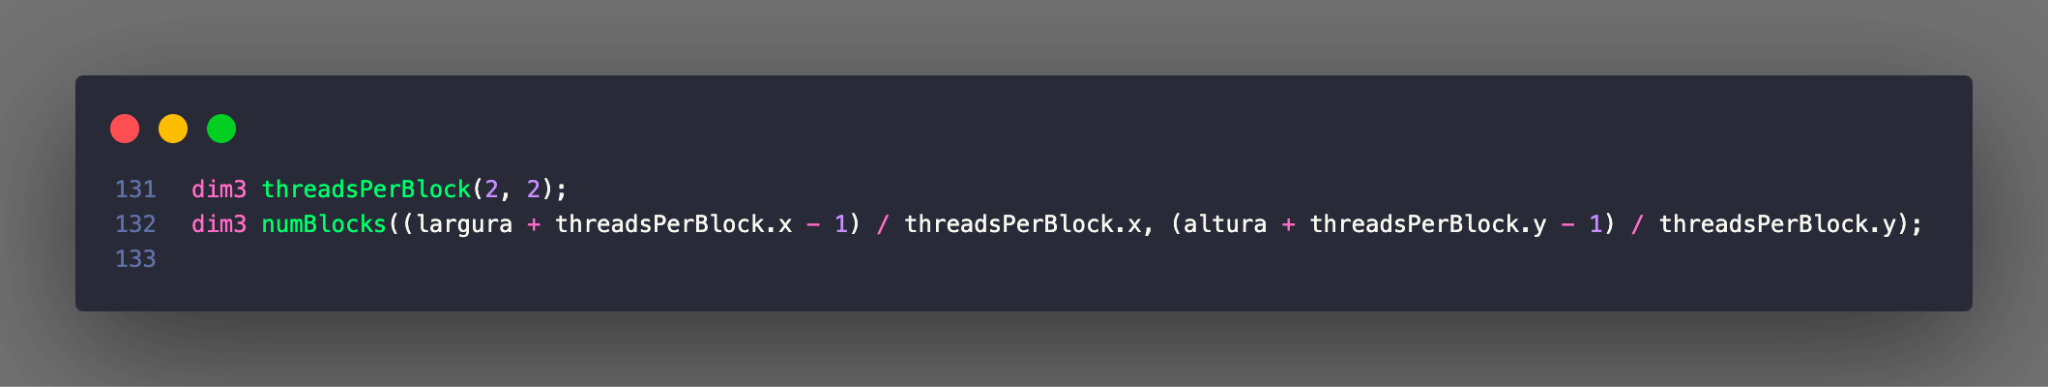 131 dim3 threadsPerBlock(2, 2);
132 dim3 numBlocks((largura + threadsPerBlock.x - 1) / threadsPerBlock.x, (altura + threadsPerBlock.y - 1) / threadsPerBlock.y);
133